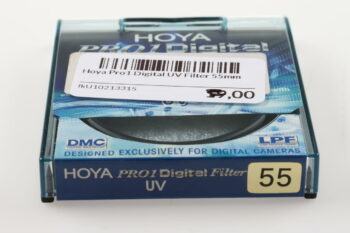 HOYA
PRO1 Digital
Hoya Pro1 Digital UV Filter 55mm
,00
DMC
LPF
DESIGNED EXCLUSIVELY FOR DIGITAL CAMERAS
HOYA PRO1 Digital Filter 55
UV